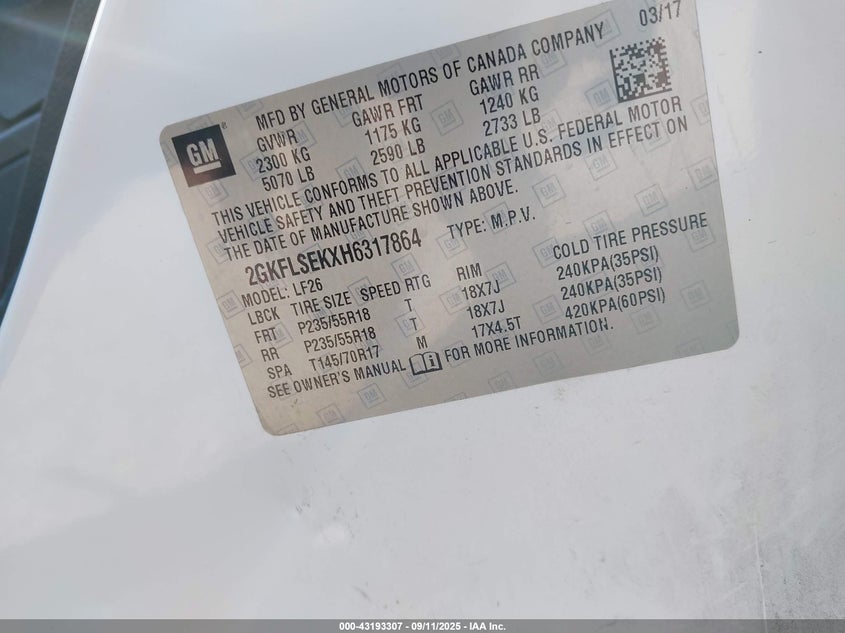 03/17
MFD BY GENERAL MOTORS OF CANADA COMPANY
GM ®
GVWR GAWR FRT GAWR RR
2300 KG 1175 KG 1240 KG
5070 LB 2590 LB 2733 LB
THIS VEHICLE CONFORMS TO ALL APPLICABLE U.S. FEDERAL MOTOR
VEHICLE SAFETY AND THEFT PREVENTION STANDARDS IN EFFECT ON
THE DATE OF MANUFACTURE SHOWN ABOVE.
2GKFLSEKXH6317864 TYPE: M.P.V.
MODEL: LF26
LBCK TIRE SIZE SPEED RTG RIM COLD TIRE PRESSURE
FRT P235/55R18 T 18X7J 240KPA(35PSI)
RR P235/55R18 T 18X7J 240KPA(35PSI)
SPA T145/70R17 M 17X4.5T 420KPA(60PSI)
SEE OWNER'S MANUAL FOR MORE INFORMATION.
000-43193307 - 09/11/2025 - IAA Inc.